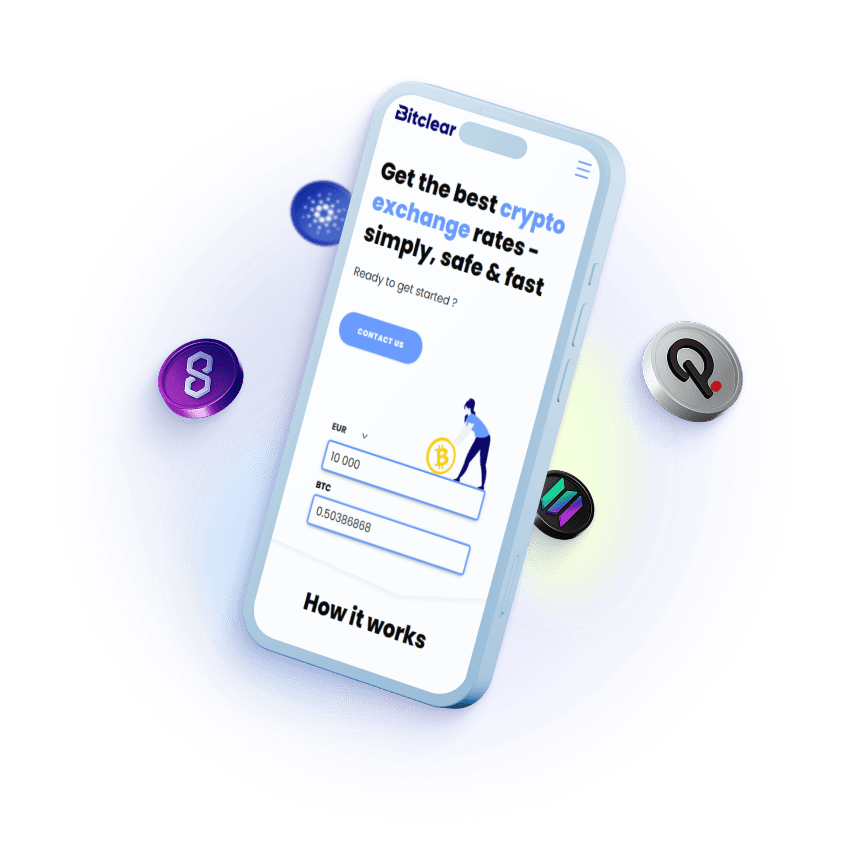 Bitclear
Get the best crypto
exchange rates –
simply, safe & fast
Ready to get started ?
CONTACT US
EUR
10 000
BTC
0.50386868
How it works